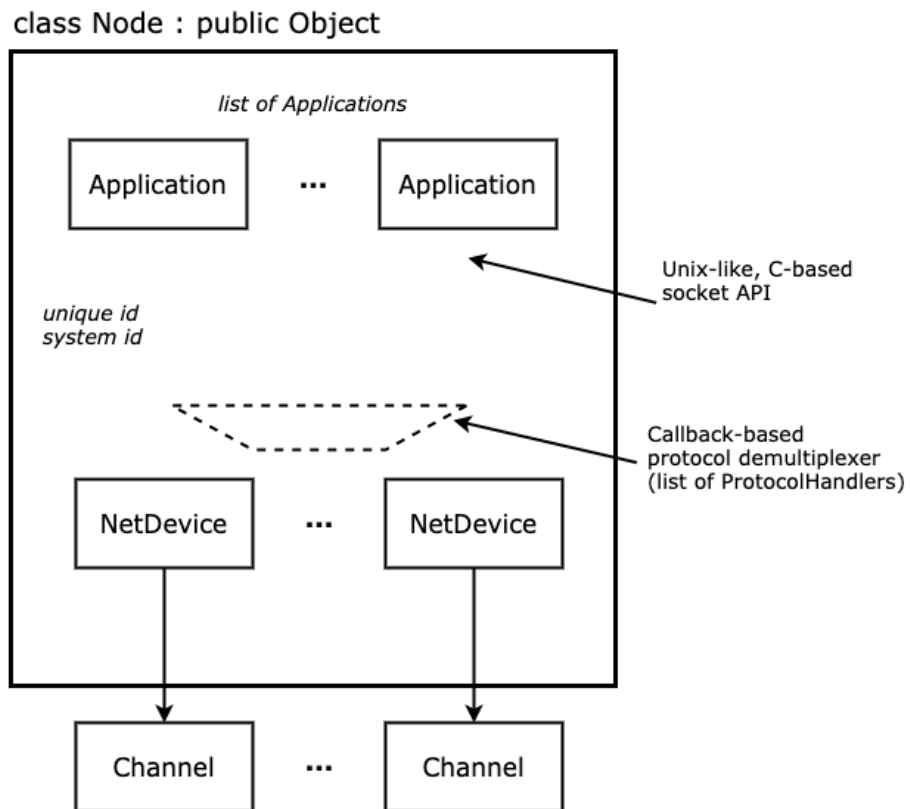 class Node : public Object
list of Applications
Application ... Application
Unix-like, C-based
socket API
unique id
system id
Callback-based
protocol demultiplexer
(list of ProtocolHandlers)
NetDevice ... NetDevice
Channel ... Channel